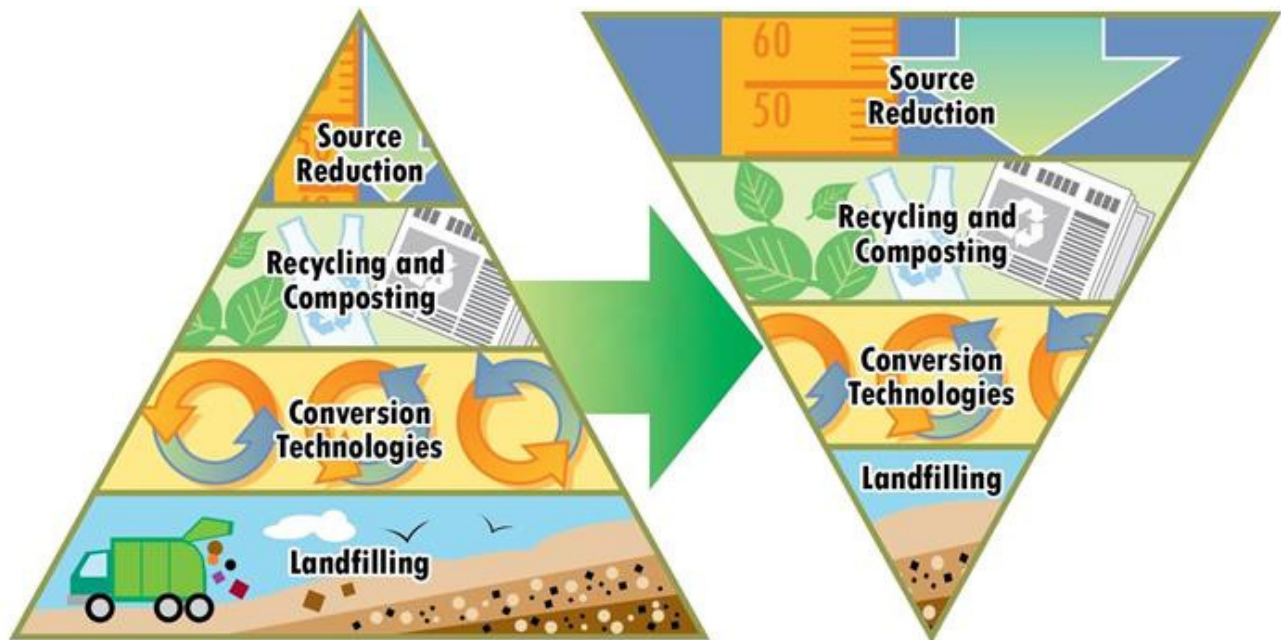 Source
Reduction
Recycling and
Composting
Conversion
Technologies
Landfilling
60
50
Source
Reduction
Recycling and
Composting
Conversion
Technologies
Landfilling